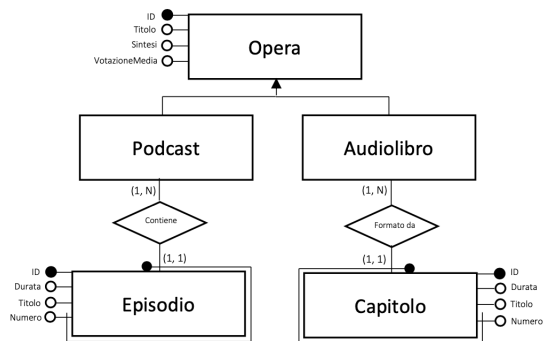 ID
Titolo
Sintesi
VotazioneMedia
Opera
Podcast
Audiolibro
(1, N)
(1, N)
Contiene
Formato da
(1, 1)
(1, 1)
ID
Durata
Titolo
Numero
Episodio
Capitolo
ID
Durata
Titolo
Numero